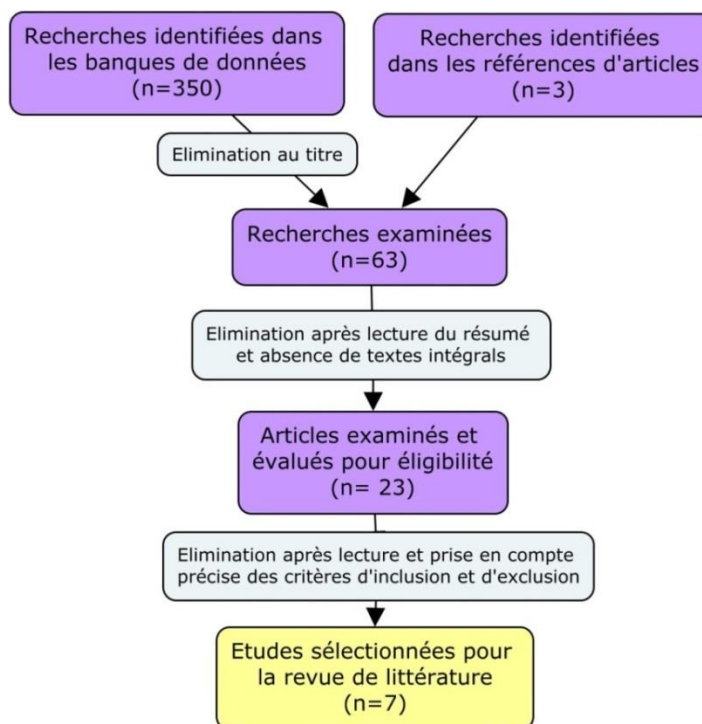 Recherches identifiées dans
les banques de données
(n=350)
Recherches identifiées
dans les références d'articles
(n=3)
Elimination au titre
Recherches examinées
(n=63)
Elimination après lecture du résumé
et absence de textes intégrals
Articles examinés et
évalués pour éligibilité
(n= 23)
Elimination après lecture et prise en compte
précise des critères d'inclusion et d'exclusion
Etudes sélectionnées pour
la revue de littérature
(n=7)